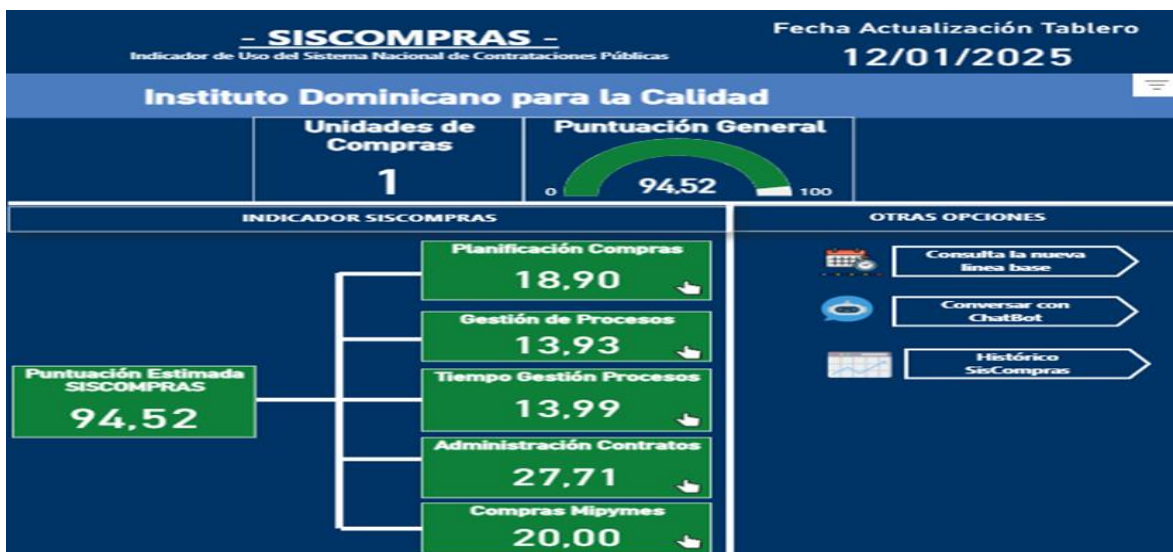 - SISCOMPRAS -
Indicador de Uso del Sistema Nacional de Contrataciones Públicas
Fecha Actualización Tablero
12/01/2025
Instituto Dominicano para la Calidad
Unidades de
Compras
1
Puntuación General
94,52
0
100
INDICADOR SISCOMPRAS
Puntuación Estimada
SISCOMPRAS
94,52
Planificación Compras
18,90
Gestión de Procesos
13,93
Tiempo Gestión Procesos
13,99
Administración Contratos
27,71
Compras Mipymes
20,00
OTRAS OPCIONES
Consulta la nueva
linea base
Conversar con
ChatBot
Histórico
SisCompras